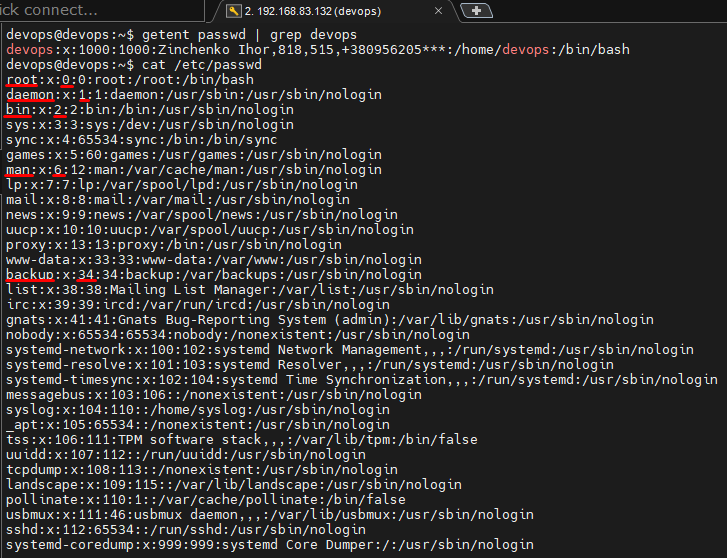 ick connect...
2. 192.168.83.132 (devops)
devops@devops:~$ getent passwd | grep devops
devops:x:1000:1000:Zinchenko Ihor,818,515,+380956205***:/home/devops:/bin/bash
devops@devops:~$ cat /etc/passwd
root:x:0:0:root:/root:/bin/bash
daemon:x:1:1:daemon:/usr/sbin:/usr/sbin/nologin
bin:x:2:2:bin:/bin:/usr/sbin/nologin
sys:x:3:3:sys:/dev:/usr/sbin/nologin
sync:x:4:65534:sync:/bin:/bin/sync
games:x:5:60:games:/usr/games:/usr/sbin/nologin
man:x:6:12:man:/var/cache/man:/usr/sbin/nologin
lp:x:7:7:lp:/var/spool/lpd:/usr/sbin/nologin
mail:x:8:8:mail:/var/mail:/usr/sbin/nologin
news:x:9:9:news:/var/spool/news:/usr/sbin/nologin
uucp:x:10:10:uucp:/var/spool/uucp:/usr/sbin/nologin
proxy:x:13:13:proxy:/bin:/usr/sbin/nologin
www-data:x:33:33:www-data:/var/www:/usr/sbin/nologin
backup:x:34:34:backup:/var/backups:/usr/sbin/nologin
list:x:38:38:Mailing List Manager:/var/list:/usr/sbin/nologin
irc:x:39:39:ircd:/var/run/ircd:/usr/sbin/nologin
gnats:x:41:41:Gnats Bug-Reporting System (admin):/var/lib/gnats:/usr/sbin/nologin
nobody:x:65534:65534:nobody:/nonexistent:/usr/sbin/nologin
systemd-network:x:100:102:systemd Network Management,,,:/run/systemd:/usr/sbin/nologin
systemd-resolve:x:101:103:systemd Resolver,,,:/run/systemd:/usr/sbin/nologin
systemd-timesync:x:102:104:systemd Time Synchronization,,,:/run/systemd:/usr/sbin/nologin
messagebus:x:103:106::/nonexistent:/usr/sbin/nologin
syslog:x:104:110::/home/syslog:/usr/sbin/nologin
_apt:x:105:65534::/nonexistent:/usr/sbin/nologin
tss:x:106:111:TPM software stack,,,:/var/lib/tpm:/bin/false
uuidd:x:107:112::/run/uuidd:/usr/sbin/nologin
tcpdump:x:108:113::/nonexistent:/usr/sbin/nologin
landscape:x:109:115::/var/lib/landscape:/usr/sbin/nologin
pollinate:x:110:1::/var/cache/pollinate:/bin/false
usbmux:x:111:46:usbmux daemon,,,:/var/lib/usbmux:/usr/sbin/nologin
sshd:x:112:65534::/run/sshd:/usr/sbin/nologin
systemd-coredump:x:999:999:systemd Core Dumper:/:/usr/sbin/nologin